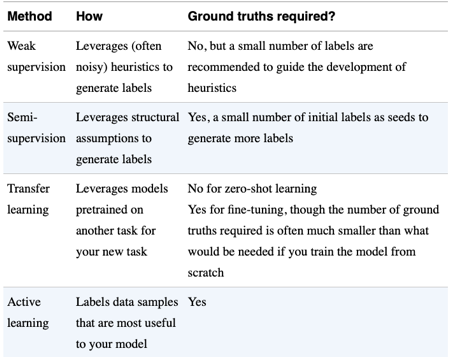 Method How Ground truths required?
Weak Leverages (often No, but a small number of labels are
supervision noisy) heuristics to recommended to guide the development of
generate labels heuristics
Semi- Leverages structural Yes, a small number of initial labels as seeds to
supervision assumptions to generate more labels
generate labels
Transfer Leverages models No for zero-shot learning
learning pretrained on Yes for fine-tuning, though the number of ground
another task for truths required is often much smaller than what
your new task would be needed if you train the model from
scratch
Active Labels data samples Yes
learning that are most useful
to your model